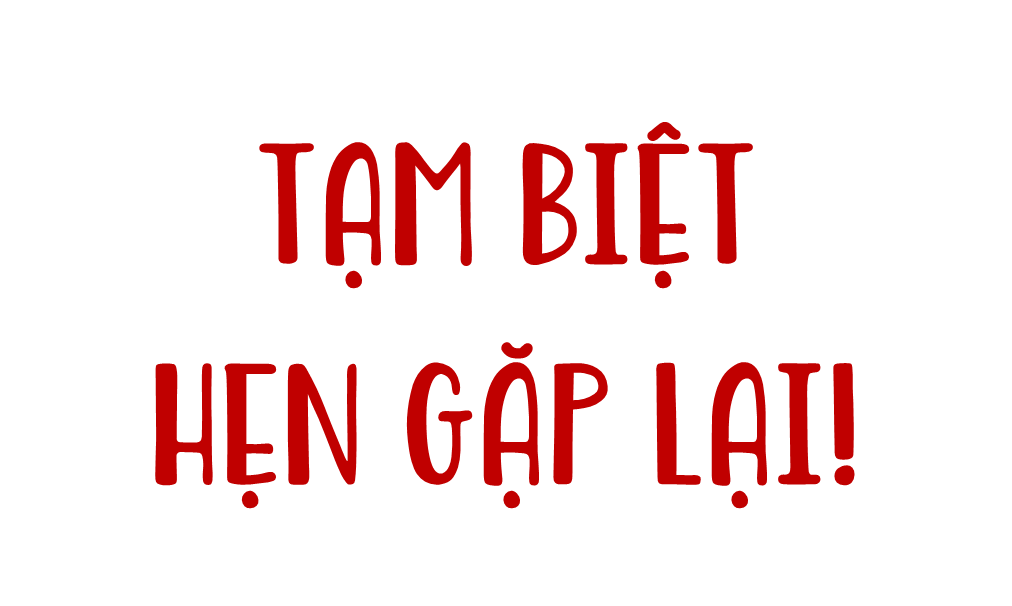 TẠM BIỆT
HẸN GẶP LẠI!